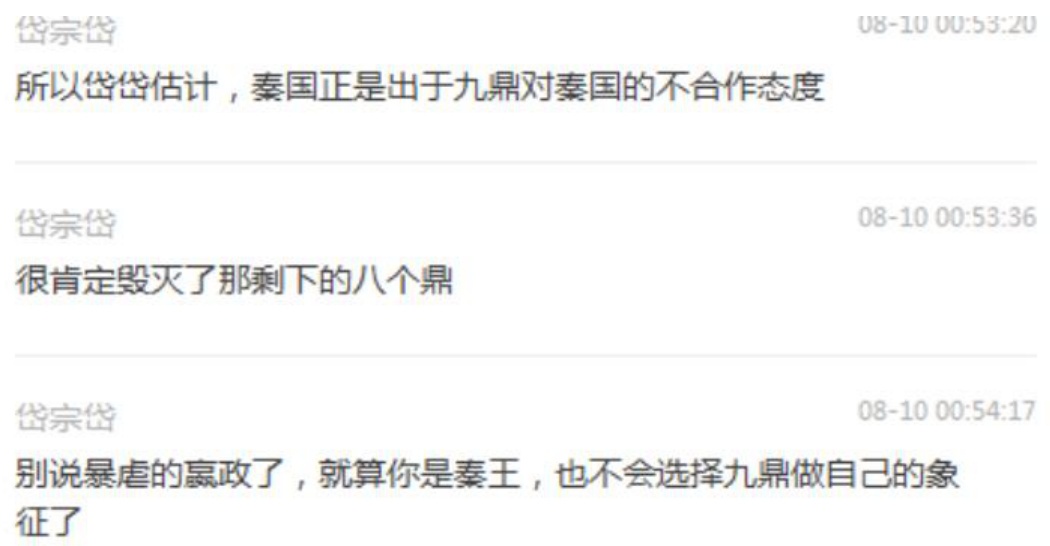 岱宗岱
08-10 00:53:20
所以岱岱估计，秦国正是出于九鼎对秦国的不合作态度
岱宗岱
08-10 00:53:36
很肯定毁灭了那剩下的八个鼎
岱宗岱
08-10 00:54:17
别说暴虐的嬴政了，就算你是秦王，也不会选择九鼎做自己的象
征了